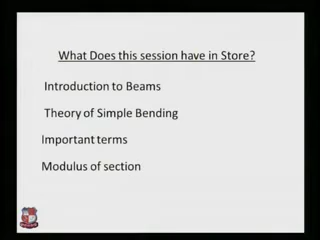 What Does this session have in Store?
Introduction to Beams
Theory of Simple Bending
Important terms
Modulus of section